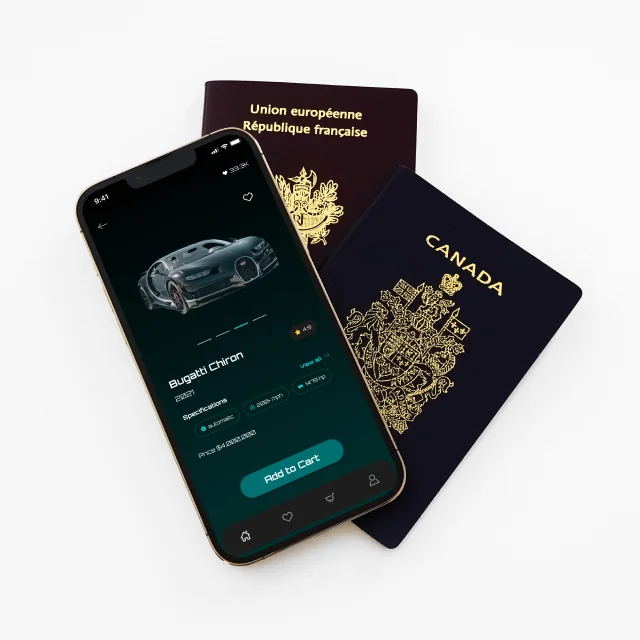 Union européenne
République française
CANADA
9:41
33.3K
4.9
Bugatti Chiron
2021
View all
Specifications
automatic
200+ mph
1479 hp
Price $4,000,000
Add to Cart